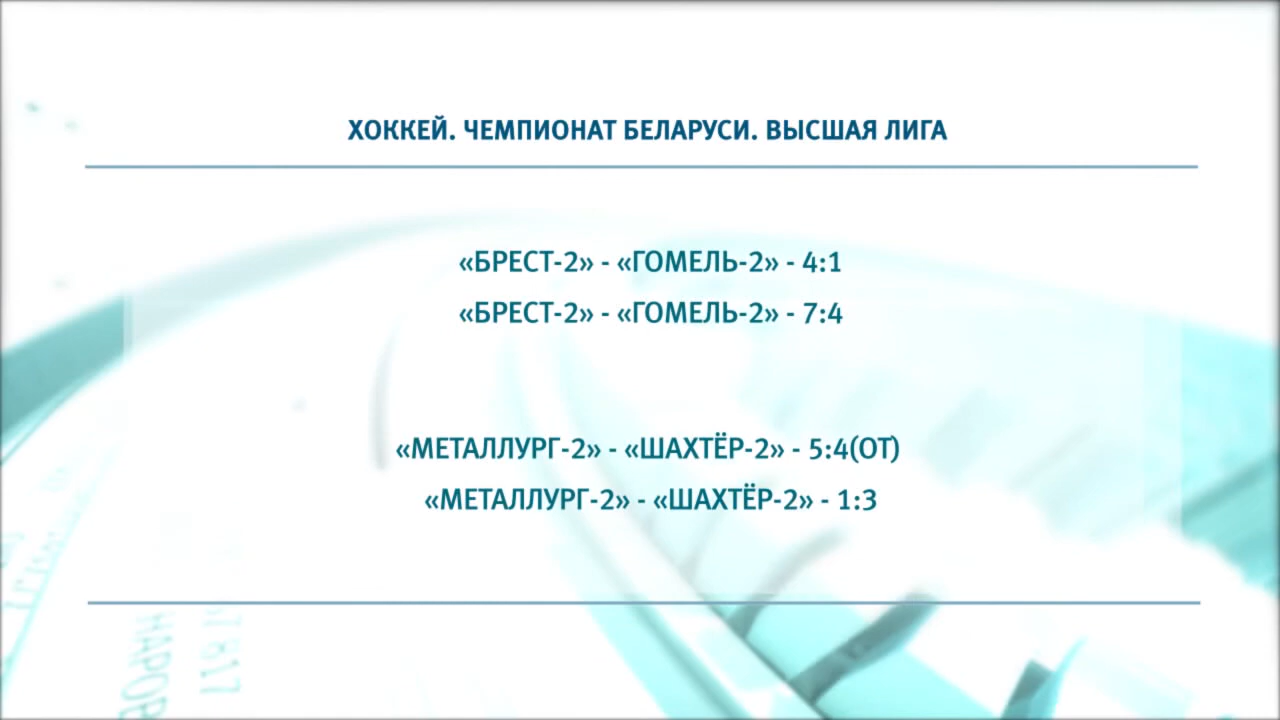 ХОККЕЙ. ЧЕМПИОНАТ БЕЛАРУСИ. ВЫСШАЯ ЛИГА
«БРЕСТ-2» - «ГОМЕЛЬ-2» - 4:1
«БРЕСТ-2» - «ГОМЕЛЬ-2» - 7:4
«МЕТАЛЛУРГ-2» - «ШАХТЁР-2» - 5:4(ОТ)
«МЕТАЛЛУРГ-2» - «ШАХТЁР-2» - 1:3